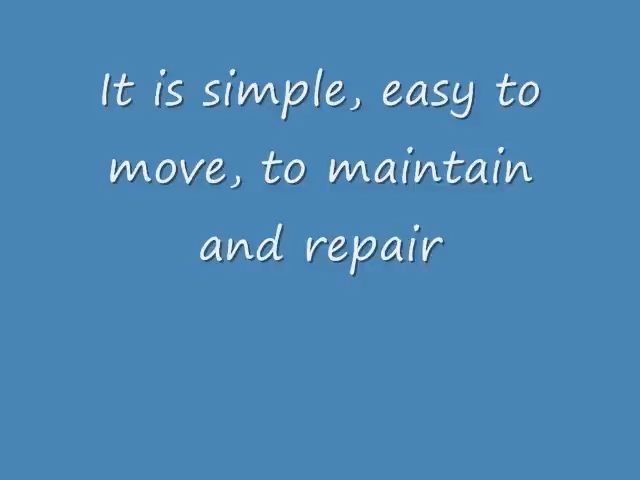 It is simple, easy to
move, to maintain
and repair